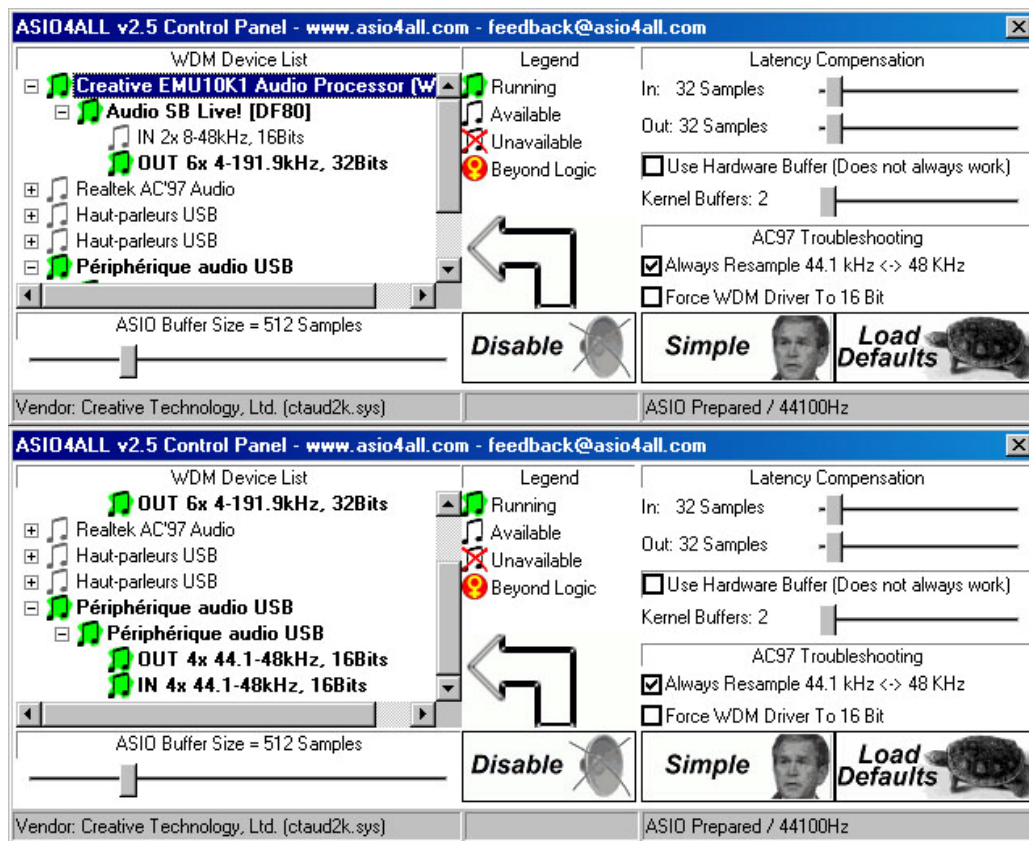 ASIO4ALL v2.5 Control Panel - www.asio4all.com - feedback@asio4all.com
WDM Device List
Creative EMU10K1 Audio Processor (W
Audio SB Live! [DF80]
IN 2x 8-48kHz, 16Bits
OUT 6x 4-191.9kHz, 32Bits
Realtek AC'97 Audio
Haut-parleurs USB
Haut-parleurs USB
Périphérique audio USB
ASIO Buffer Size = 512 Samples
Legend
Running
Available
Unavailable
Beyond Logic
Disable
Latency Compensation
In: 32 Samples
Out: 32 Samples
Use Hardware Buffer (Does not always work)
Kernel Buffers: 2
AC97 Troubleshooting
Always Resample 44.1 kHz <-> 48 KHz
Force WDM Driver To 16 Bit
Simple
Load
Defaults
Vendor: Creative Technology, Ltd. (ctaud2k.sys)
ASIO Prepared / 44100Hz
ASIO4ALL v2.5 Control Panel - www.asio4all.com - feedback@asio4all.com
WDM Device List
OUT 6x 4-191.9kHz, 32Bits
Realtek AC'97 Audio
Haut-parleurs USB
Haut-parleurs USB
Périphérique audio USB
Périphérique audio USB
OUT 4x 44.1-48kHz, 16Bits
IN 4x 44.1-48kHz, 16Bits
ASIO Buffer Size = 512 Samples
Legend
Running
Available
Unavailable
Beyond Logic
Disable
Latency Compensation
In: 32 Samples
Out: 32 Samples
Use Hardware Buffer (Does not always work)
Kernel Buffers: 2
AC97 Troubleshooting
Always Resample 44.1 kHz <-> 48 KHz
Force WDM Driver To 16 Bit
Simple
Load
Defaults
Vendor: Creative Technology, Ltd. (ctaud2k.sys)
ASIO Prepared / 44100Hz